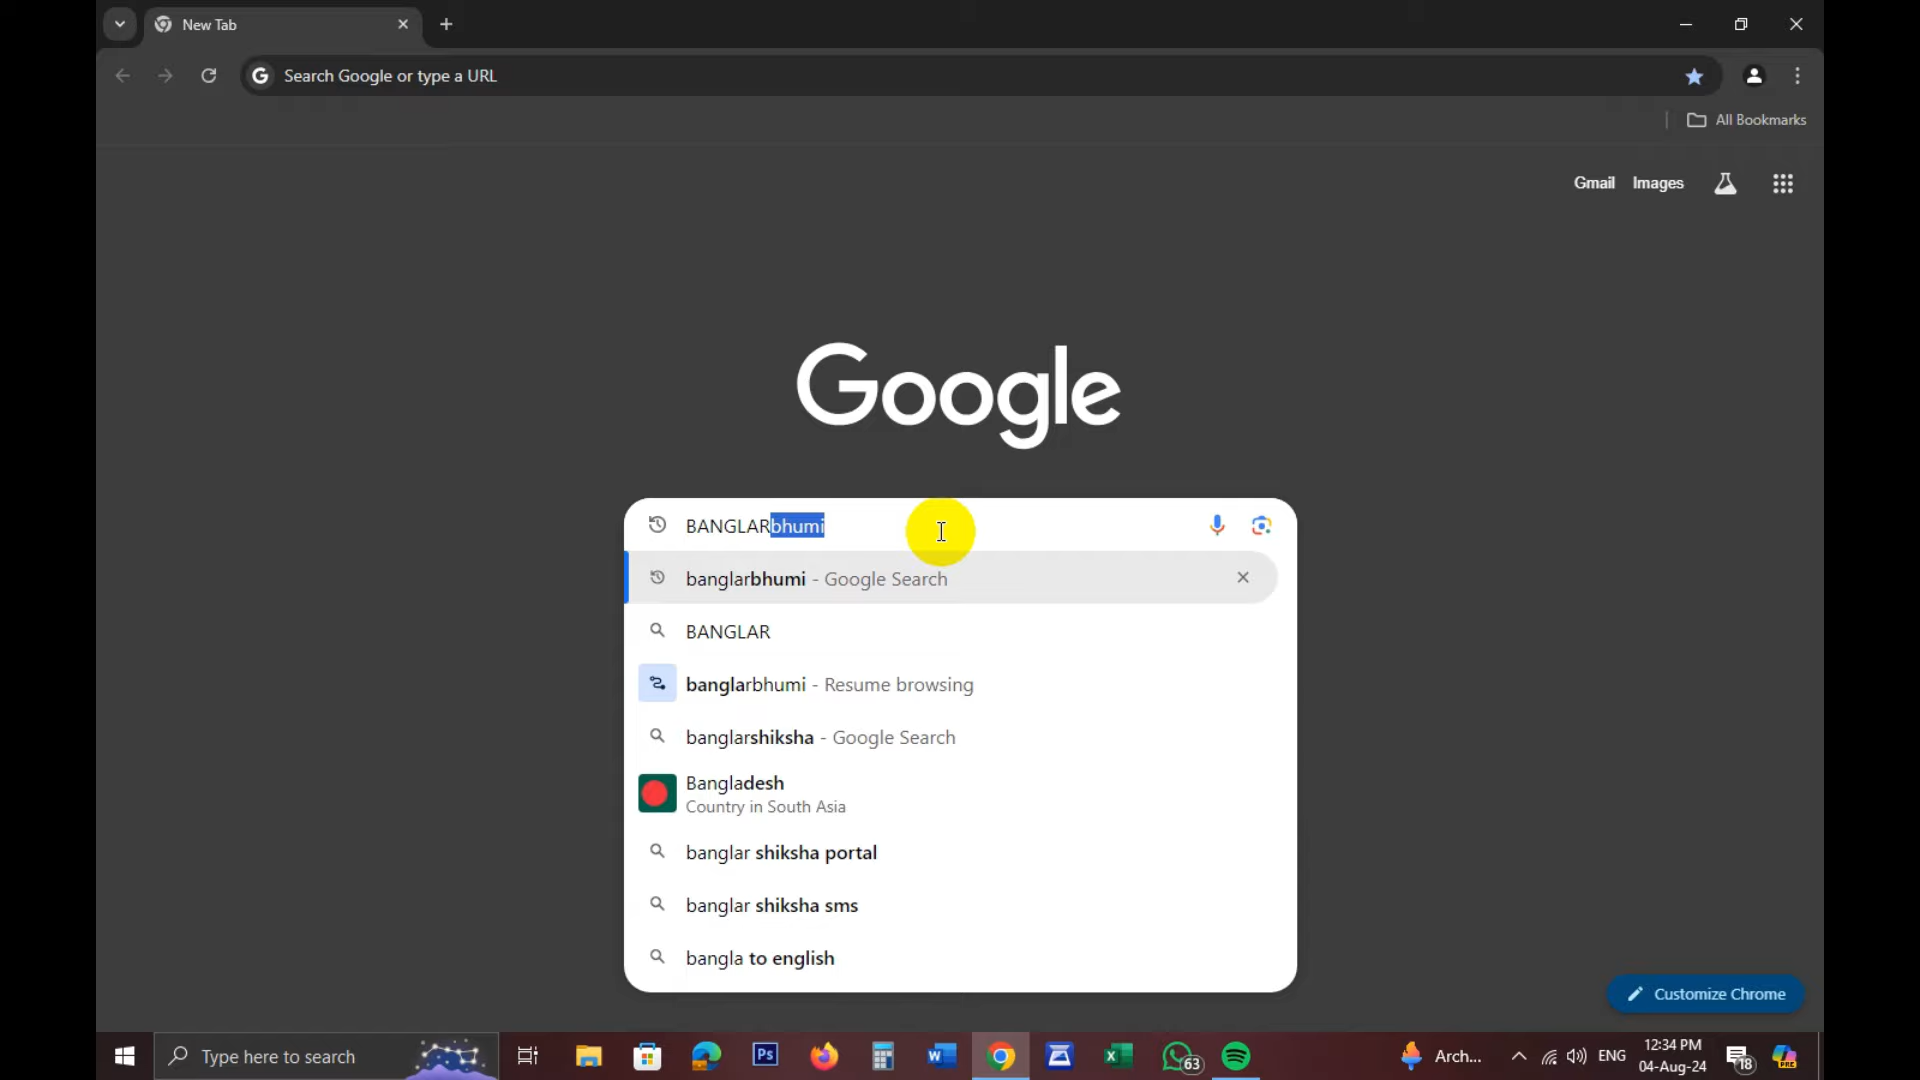 New Tab
Search Google or type a URL
All Bookmarks
Gmail Images
Google
BANGLARbhumi
banglarbhumi - Google Search
BANGLAR
banglarbhumi - Resume browsing
banglarshiksha - Google Search
Bangladesh
Country in South Asia
banglar shiksha portal
banglar shiksha sms
bangla to english
Customize Chrome
Type here to search
Ps
63
Arch...
ENG
12:34 PM
04-Aug-24
18
PRE